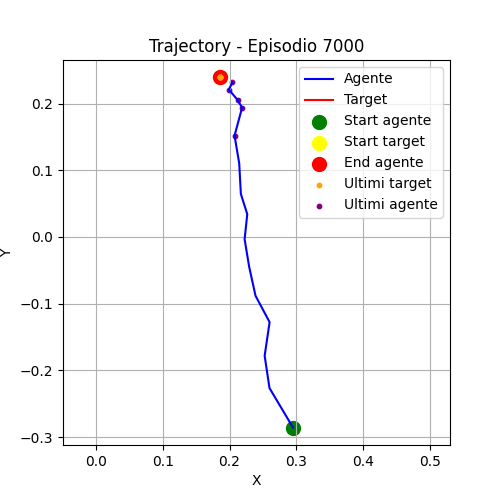 Trajectory - Episodio 7000
Agente
Target
Start agente
Start target
End agente
Ultimi target
Ultimi agente
0.2
0.1
0.0
−0.1
−0.2
−0.3
Y
0.0 0.1 0.2 0.3 0.4 0.5
X